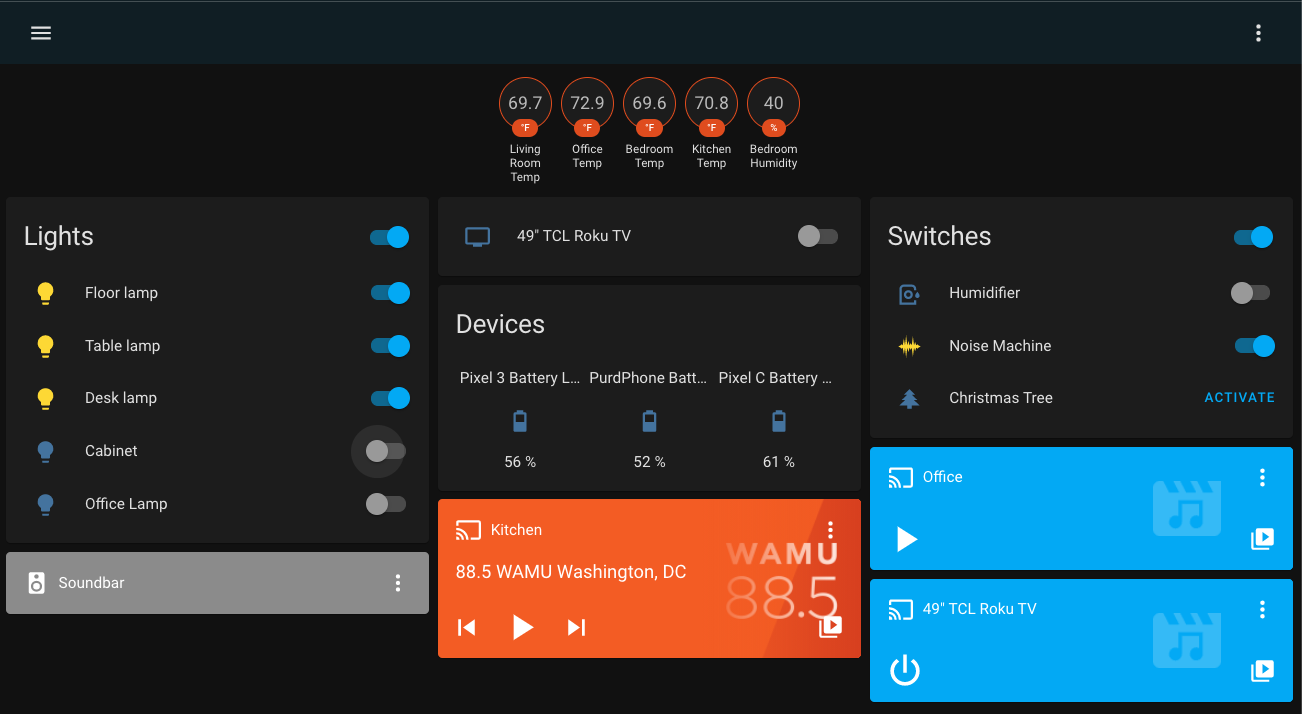 69.7
°F
Living
Room
Temp
72.9
°F
Office
Temp
69.6
°F
Bedroom
Temp
70.8
°F
Kitchen
Temp
40
%
Bedroom
Humidity
Lights
Floor lamp
Table lamp
Desk lamp
Cabinet
Office Lamp
Soundbar
49" TCL Roku TV
Devices
Pixel 3 Battery L... PurdPhone Batt... Pixel C Battery ...
56 % 52 % 61 %
Kitchen
88.5 WAMU Washington, DC
WAMU
88.5
Switches
Humidifier
Noise Machine
Christmas Tree ACTIVATE
Office
49" TCL Roku TV